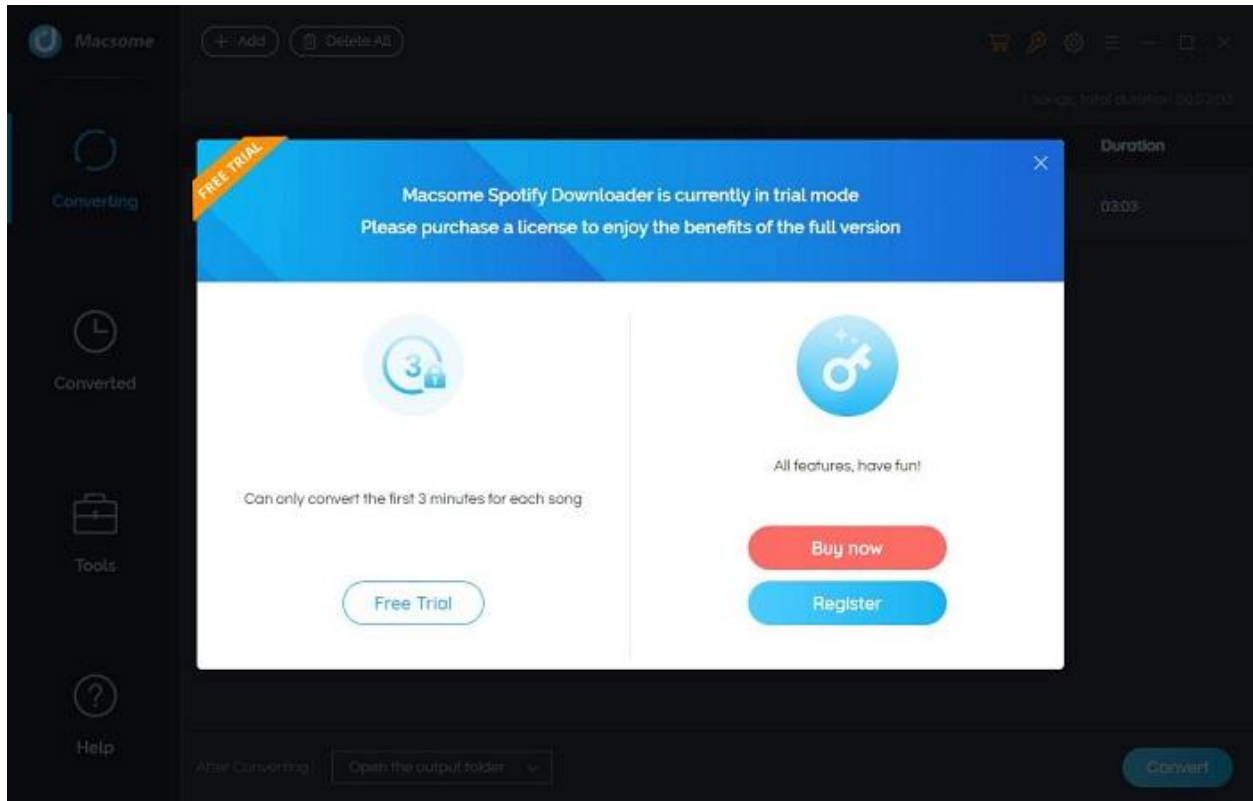 Macsome
+ Add
Delete All
1 songs, total duration 00:03:03
Duration
Converting
03:03
FREE TRIAL
Macsome Spotify Downloader is currently in trial mode
Please purchase a license to enjoy the benefits of the full version
3
Can only convert the first 3 minutes for each song
Free Trial
All features, have fun!
Buy now
Register
Converted
Tools
Help
After Converting:
Open the output folder
Convert